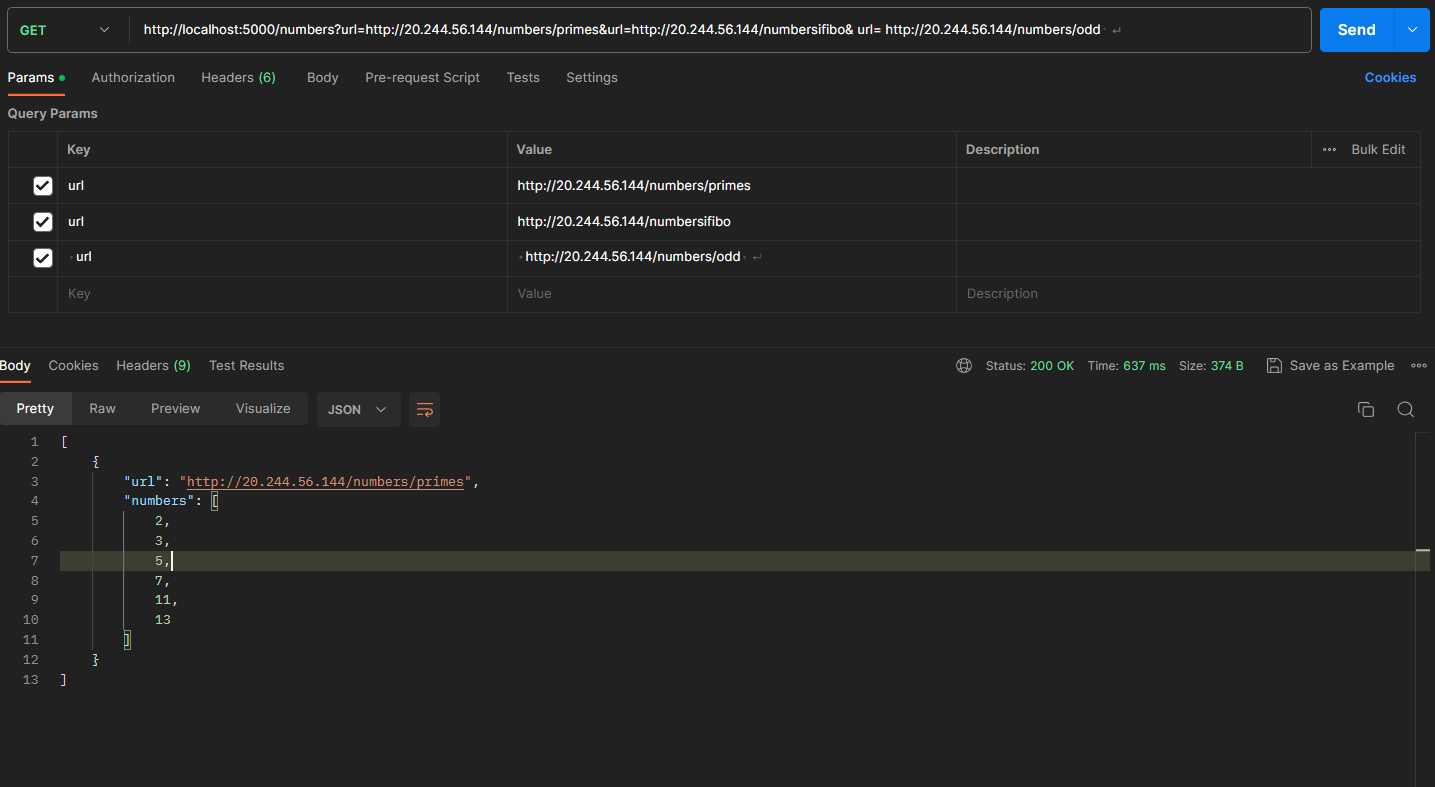 GET http://localhost:5000/numbers?url=http://20.244.56.144/numbers/primes&url=http://20.244.56.144/numbersifibo& url= http://20.244.56.144/numbers/odd Send
Params Authorization Headers (6) Body Pre-request Script Tests Settings Cookies
Query Params
Key Value Description Bulk Edit
url http://20.244.56.144/numbers/primes
url http://20.244.56.144/numbersifibo
url http://20.244.56.144/numbers/odd
Key Value Description
Body Cookies Headers (9) Test Results Status: 200 OK Time: 637 ms Size: 374 B Save as Example
Pretty Raw Preview Visualize JSON
1 [
2 {
3 "url": "http://20.244.56.144/numbers/primes",
4 "numbers": [
5 2,
6 3,
7 5,
8 7,
9 11,
10 13
11 ]
12 }
13 ]